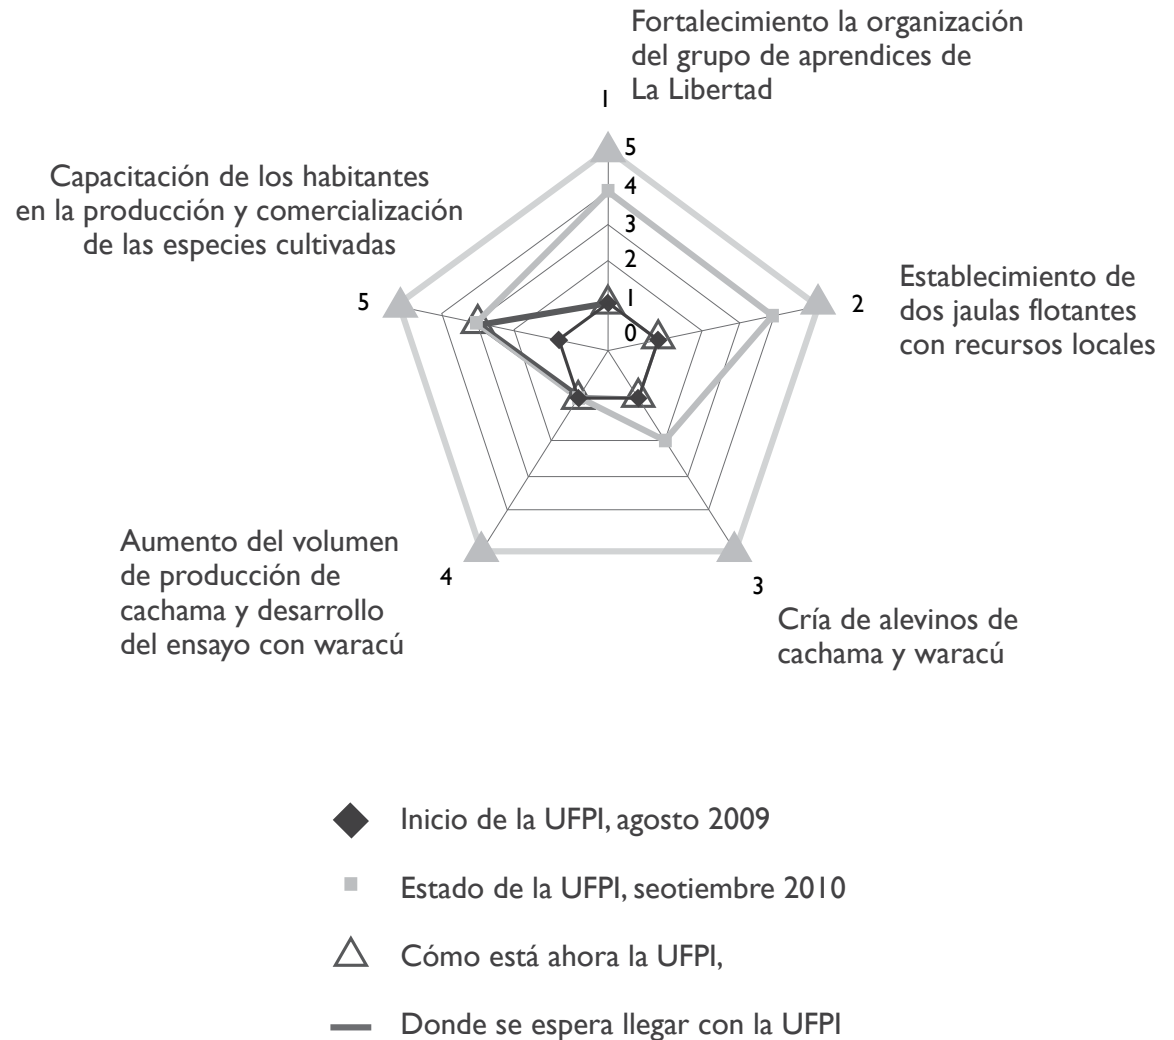 Fortalecimiento la organización
del grupo de aprendices de
La Libertad
1
5
4
3
2
1
0
Capacitación de los habitantes
en la producción y comercialización
de las especies cultivadas
5
Establecimiento de
dos jaulas flotantes
con recursos locales
2
Aumento del volumen
de producción de
cachama y desarrollo
del ensayo con waracú
4
3
Cría de alevinos de
cachama y waracú
Inicio de la UFPI, agosto 2009
Estado de la UFPI, seotiembre 2010
Cómo está ahora la UFPI,
Donde se espera llegar con la UFPI